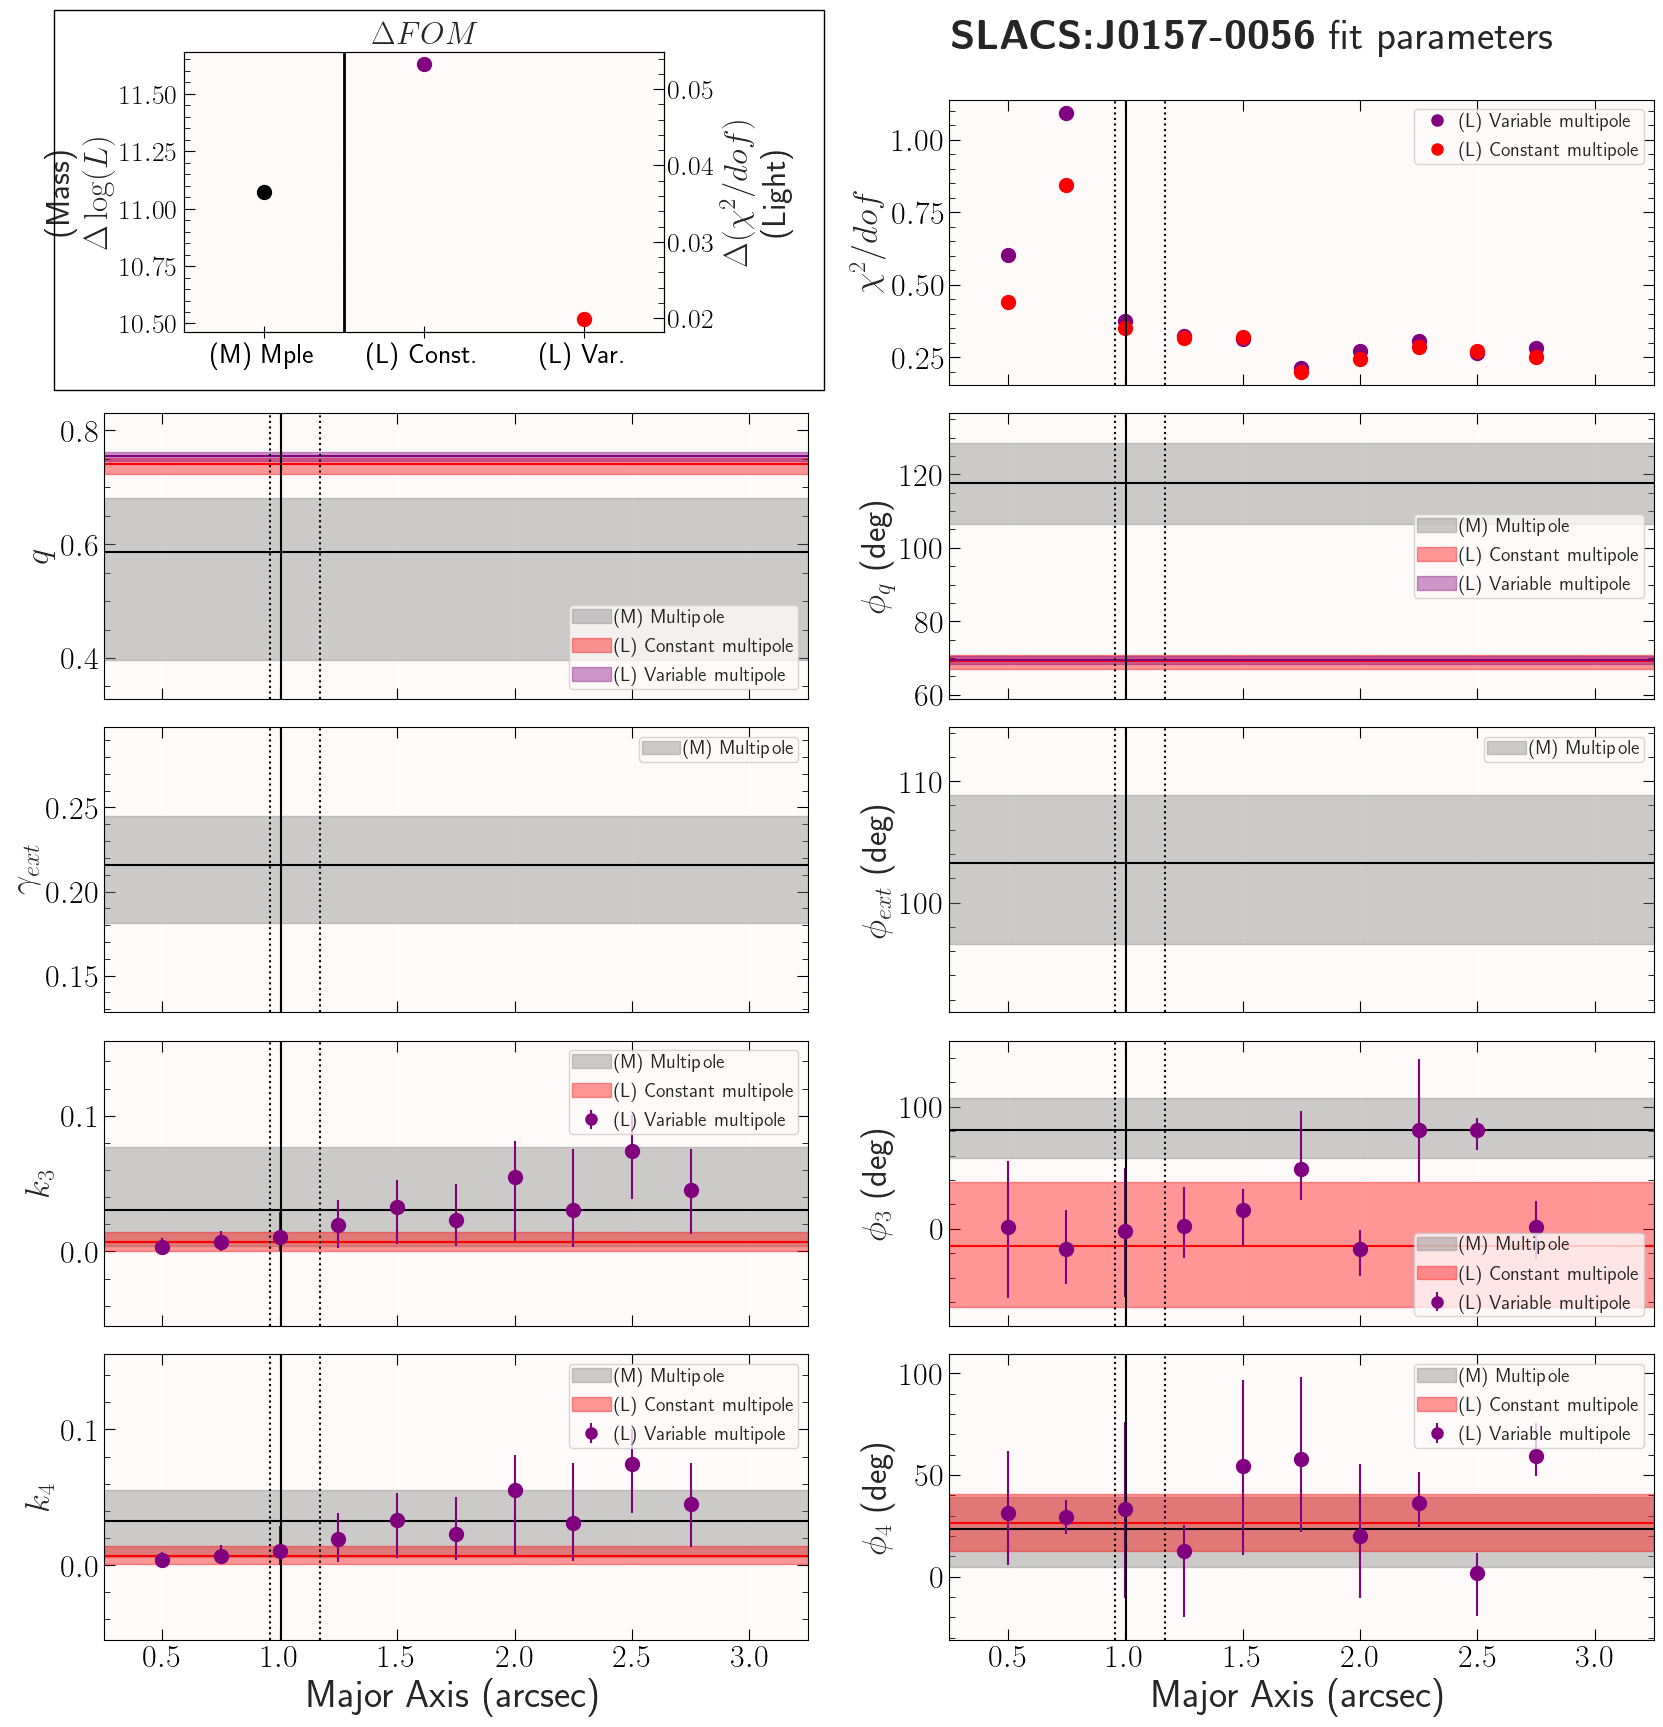 SLACS:J0157-0056 fit parameters
ΔFOM
(Mass)
Δ log(L)
11.50
11.25
11.00
10.75
10.50
0.05
0.04
0.03
0.02
Δ(χ²/dof)
(Light)
(M) Mple (L) Const. (L) Var.
χ²/dof
1.00
0.75
0.50
0.25
(L) Variable multipole
(L) Constant multipole
q
0.8
0.6
0.4
(M) Multipole
(L) Constant multipole
(L) Variable multipole
ϕq (deg)
120
100
80
60
(M) Multipole
(L) Constant multipole
(L) Variable multipole
γext
0.25
0.20
0.15
(M) Multipole
ϕext (deg)
110
100
(M) Multipole
k3
0.1
0.0
(M) Multipole
(L) Constant multipole
(L) Variable multipole
ϕ3 (deg)
100
0
(M) Multipole
(L) Constant multipole
(L) Variable multipole
k4
0.1
0.0
(M) Multipole
(L) Constant multipole
(L) Variable multipole
0.5 1.0 1.5 2.0 2.5 3.0
Major Axis (arcsec)
ϕ4 (deg)
100
50
0
(M) Multipole
(L) Constant multipole
(L) Variable multipole
0.5 1.0 1.5 2.0 2.5 3.0
Major Axis (arcsec)